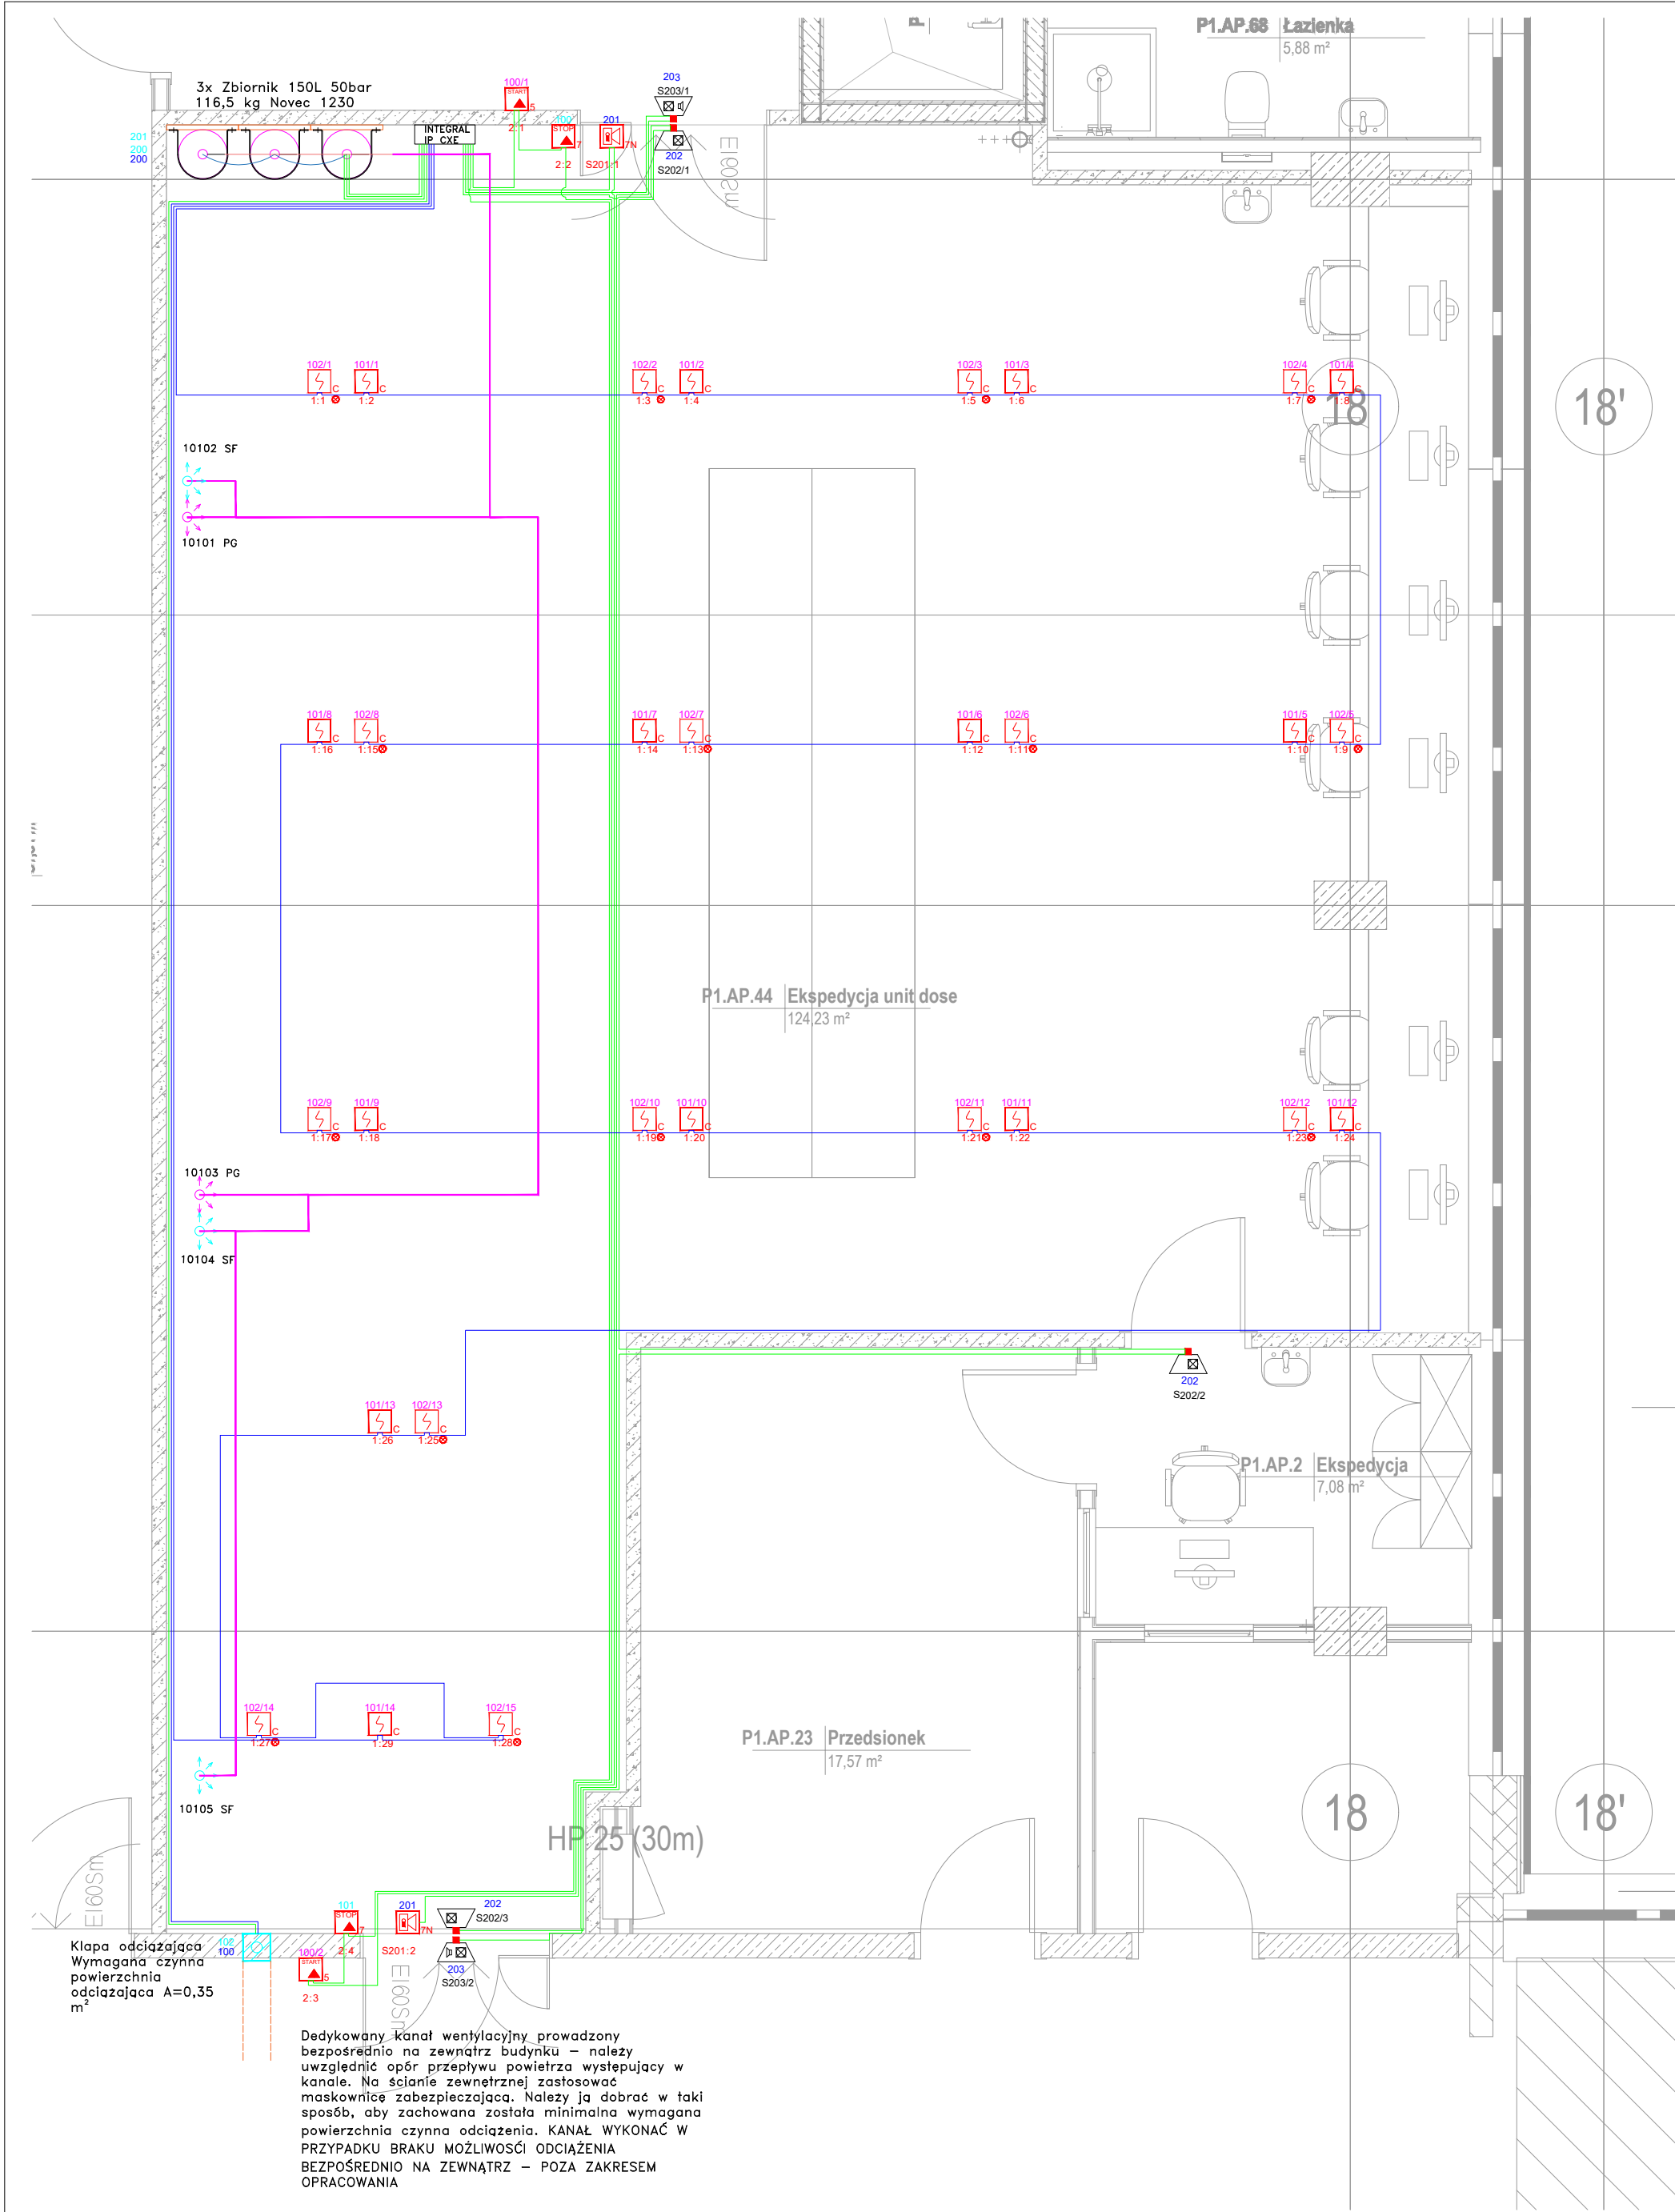 P1.AP.68 Łazienka
5,88 m²
3x Zbiornik 150L 50bar
116,5 kg Novec 1230
100/1
START
5
2:1
203
S203/1
100
STOP
7
2:2
201
7N
S201:1
202
S202/1
INTEGRAL
IP CXE
201
200
200
EI60Sm
102/1 101/1 102/2 101/2 102/3 101/3 102/4 101/4
C C C C C C C C
1:1 1:2 1:3 1:4 1:5 1:6 1:7 1:8
18 18'
10102 SF
10101 PG
101/8 102/8 101/7 102/7 101/6 102/6 101/5 102/5
C C C C C C C C
1:16 1:15 1:14 1:13 1:12 1:11 1:10 1:9
P1.AP.44 Ekspedycja unit dose
124,23 m²
102/9 101/9 102/10 101/10 102/11 101/11 102/12 101/12
C C C C C C C C
1:17 1:18 1:19 1:20 1:21 1:22 1:23 1:24
10103 PG
10104 SF
202
S202/2
101/13 102/13
C C
1:26 1:25
P1.AP.2 Ekspedycja
7,08 m²
102/14 101/14 102/15
C C C
1:27 1:29 1:28
P1.AP.23 Przedsionek
17,57 m²
10105 SF
18 18'
HP 25 (30m)
EI60Sm
101
STOP
7
2:4
201
7N
S201:2
202
S202/3
203
S203/2
102
100
100/2
START
5
2:3
EI60Sm
Klapa odciążająca
Wymagana czynna
powierzchnia
odciążająca A=0,35
m²
Dedykowany kanał wentylacyjny prowadzony
bezpośrednio na zewnątrz budynku – należy
uwzględnić opór przepływu powietrza występujący w
kanale. Na ścianie zewnętrznej zastosować
maskownicę zabezpieczającą. Należy ją dobrać w taki
sposób, aby zachowana została minimalna wymagana
powierzchnia czynna odciążenia. KANAŁ WYKONAĆ W
PRZYPADKU BRAKU MOŻLIWOSĆI ODCIĄŻENIA
BEZPOŚREDNIO NA ZEWNĄTRZ – POZA ZAKRESEM
OPRACOWANIA